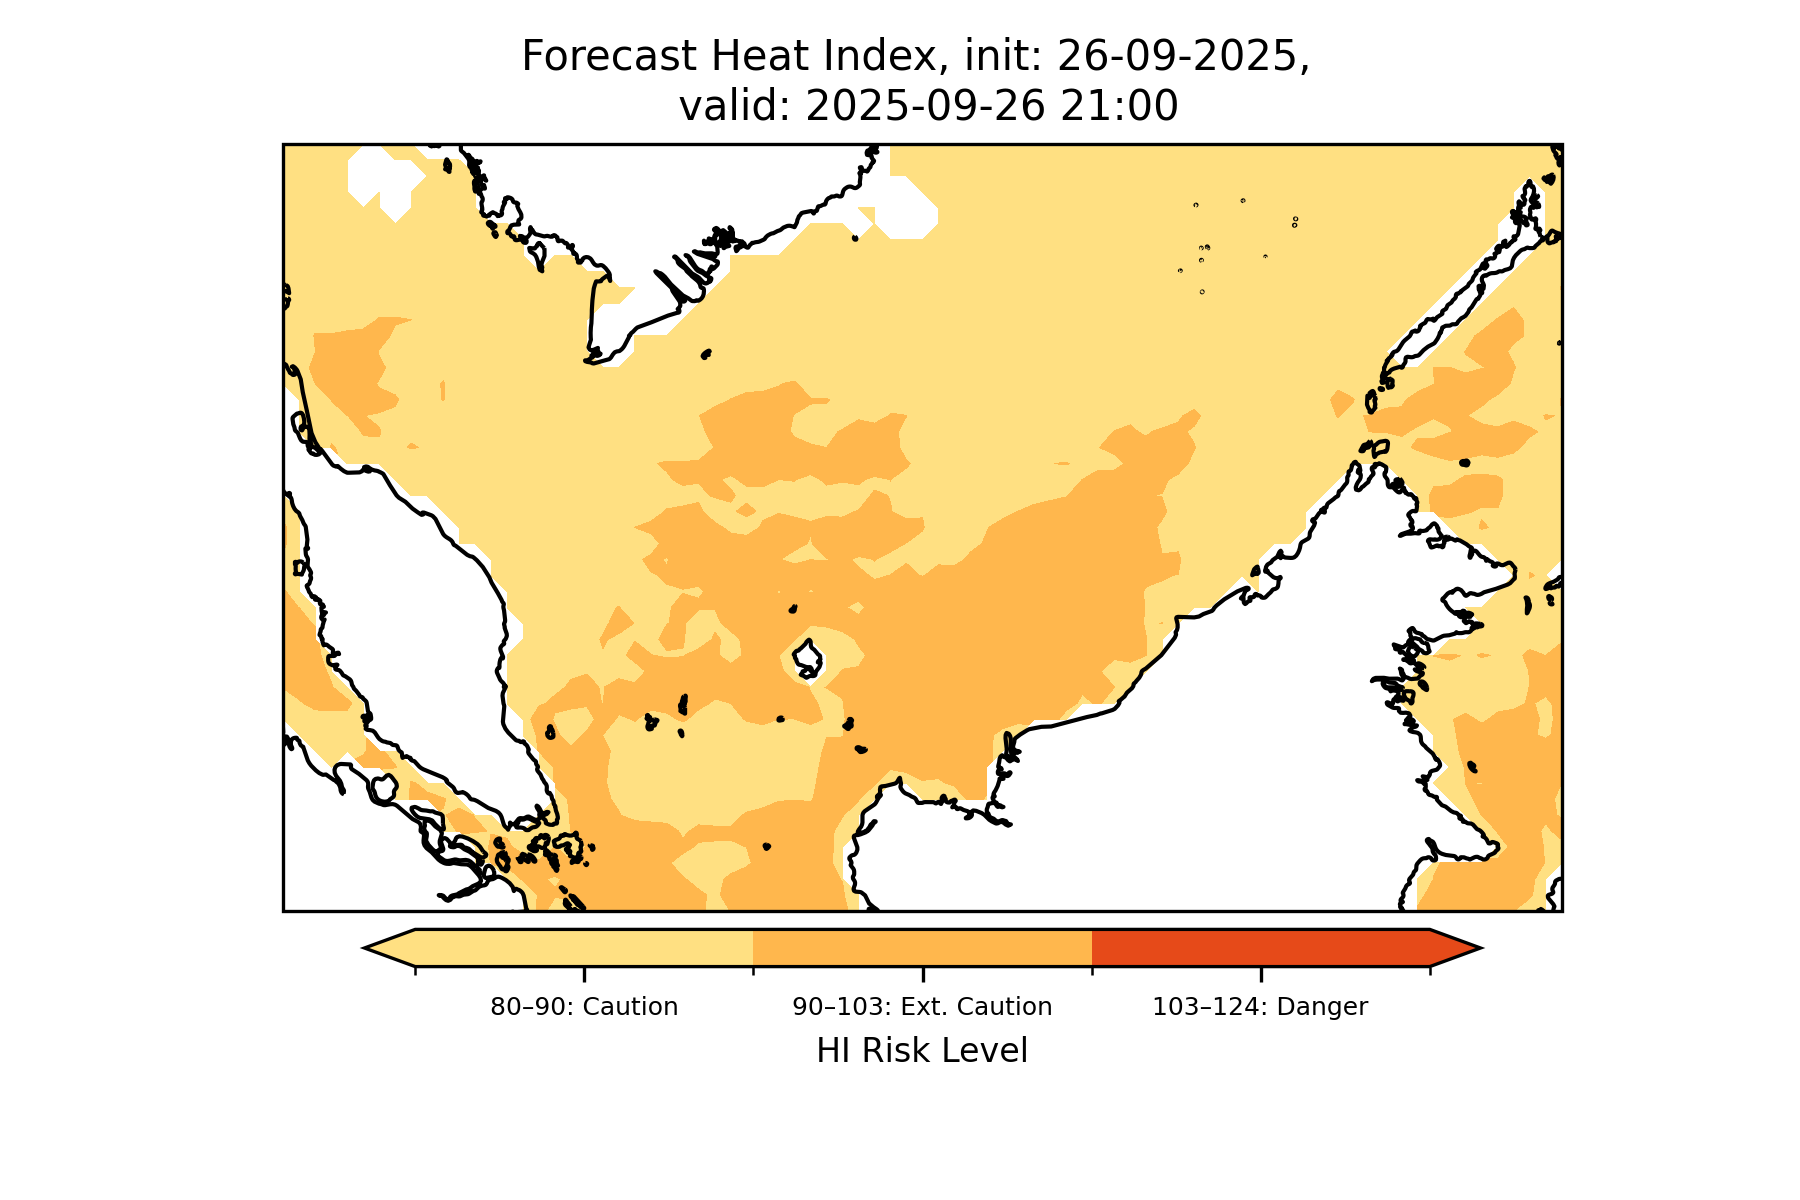 Forecast Heat Index, init: 26-09-2025,
valid: 2025-09-26 21:00
80–90: Caution
90–103: Ext. Caution
103–124: Danger
HI Risk Level